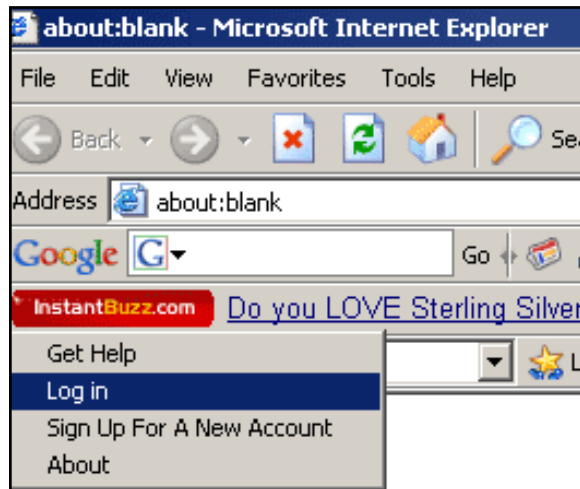 about:blank - Microsoft Internet Explorer
File Edit View Favorites Tools Help
Back
Address about:blank
Google G Go
InstantBuzz.com Do you LOVE Sterling Silver
Get Help
Log in
Sign Up For A New Account
About